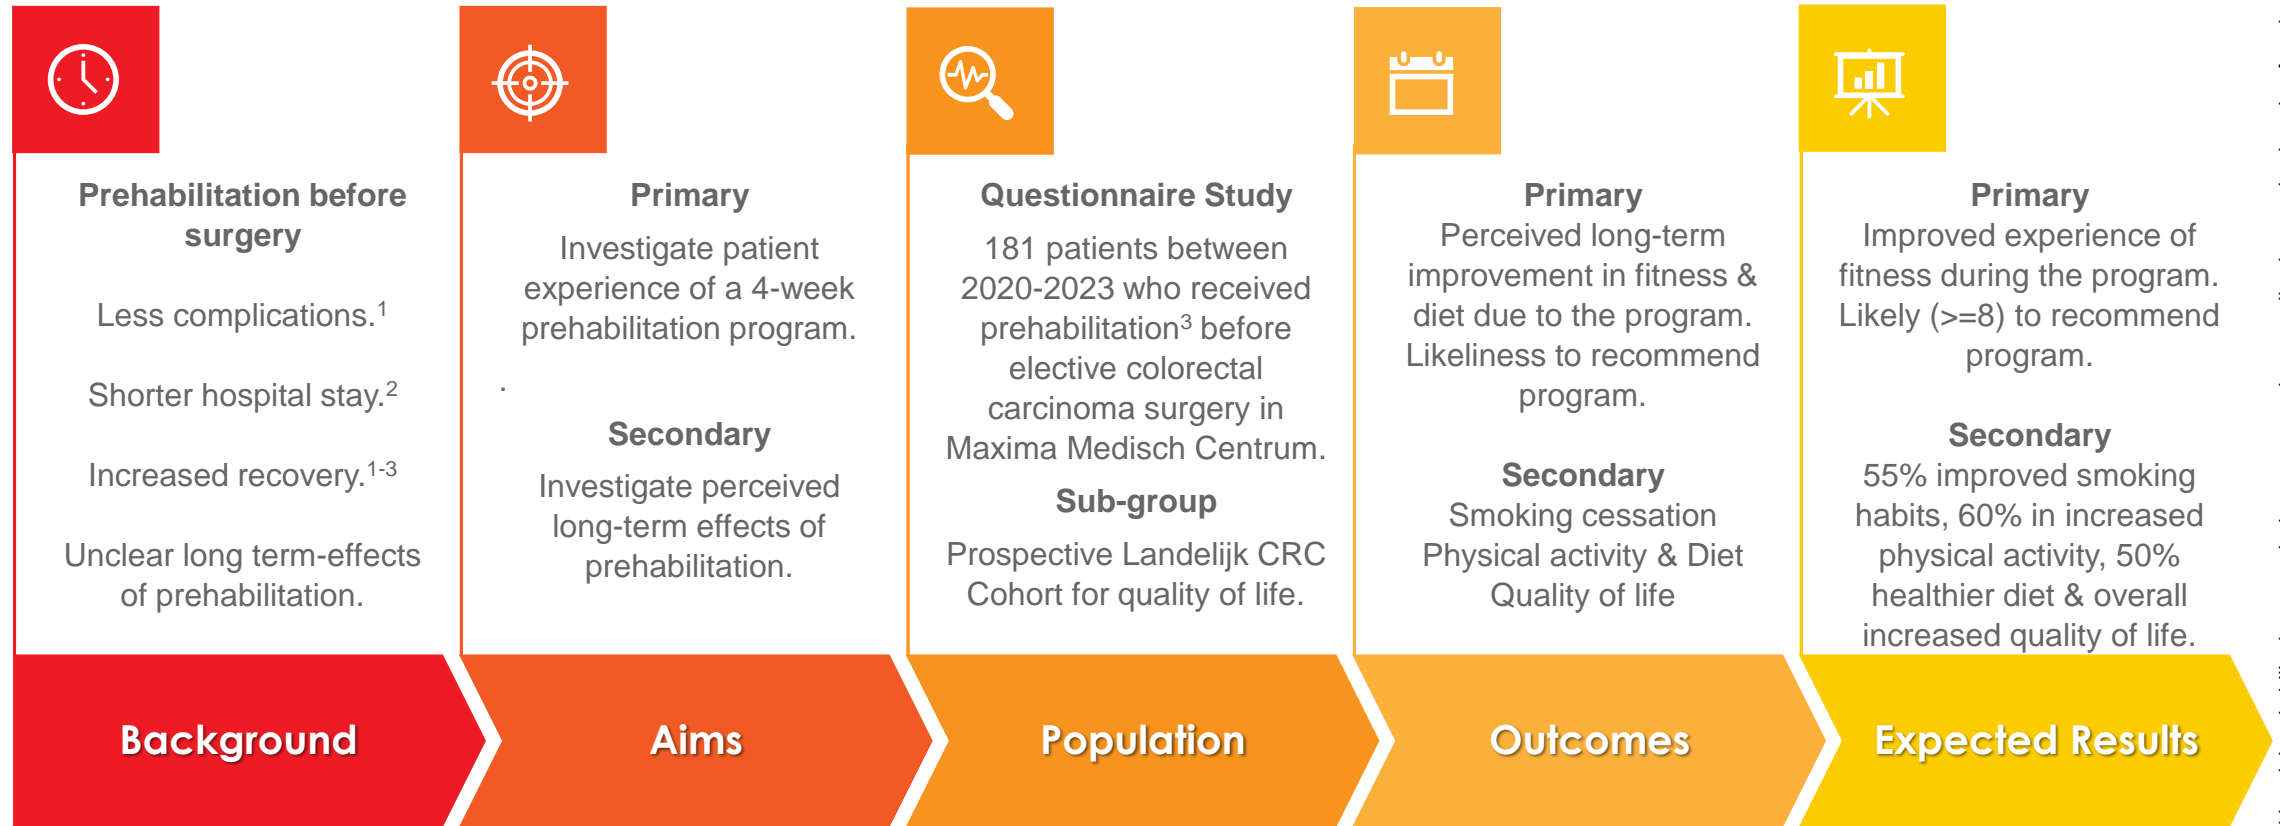 Prehabilitation before
surgery
Less complications.¹
Shorter hospital stay.²
Increased recovery.¹⁻³
Unclear long term-effects
of prehabilitation.
Background
Primary
Investigate patient
experience of a 4-week
prehabilitation program.
.
Secondary
Investigate perceived
long-term effects of
prehabilitation.
Aims
Questionnaire Study
181 patients between
2020-2023 who received
prehabilitation³ before
elective colorectal
carcinoma surgery in
Maxima Medisch Centrum.
Sub-group
Prospective Landelijk CRC
Cohort for quality of life.
Population
Primary
Perceived long-term
improvement in fitness &
diet due to the program.
Likeliness to recommend
program.
Secondary
Smoking cessation
Physical activity & Diet
Quality of life
Outcomes
Primary
Improved experience of
fitness during the program.
Likely (>=8) to recommend
program.
Secondary
55% improved smoking
habits, 60% in increased
physical activity, 50%
healthier diet & overall
increased quality of life.
Expected Results